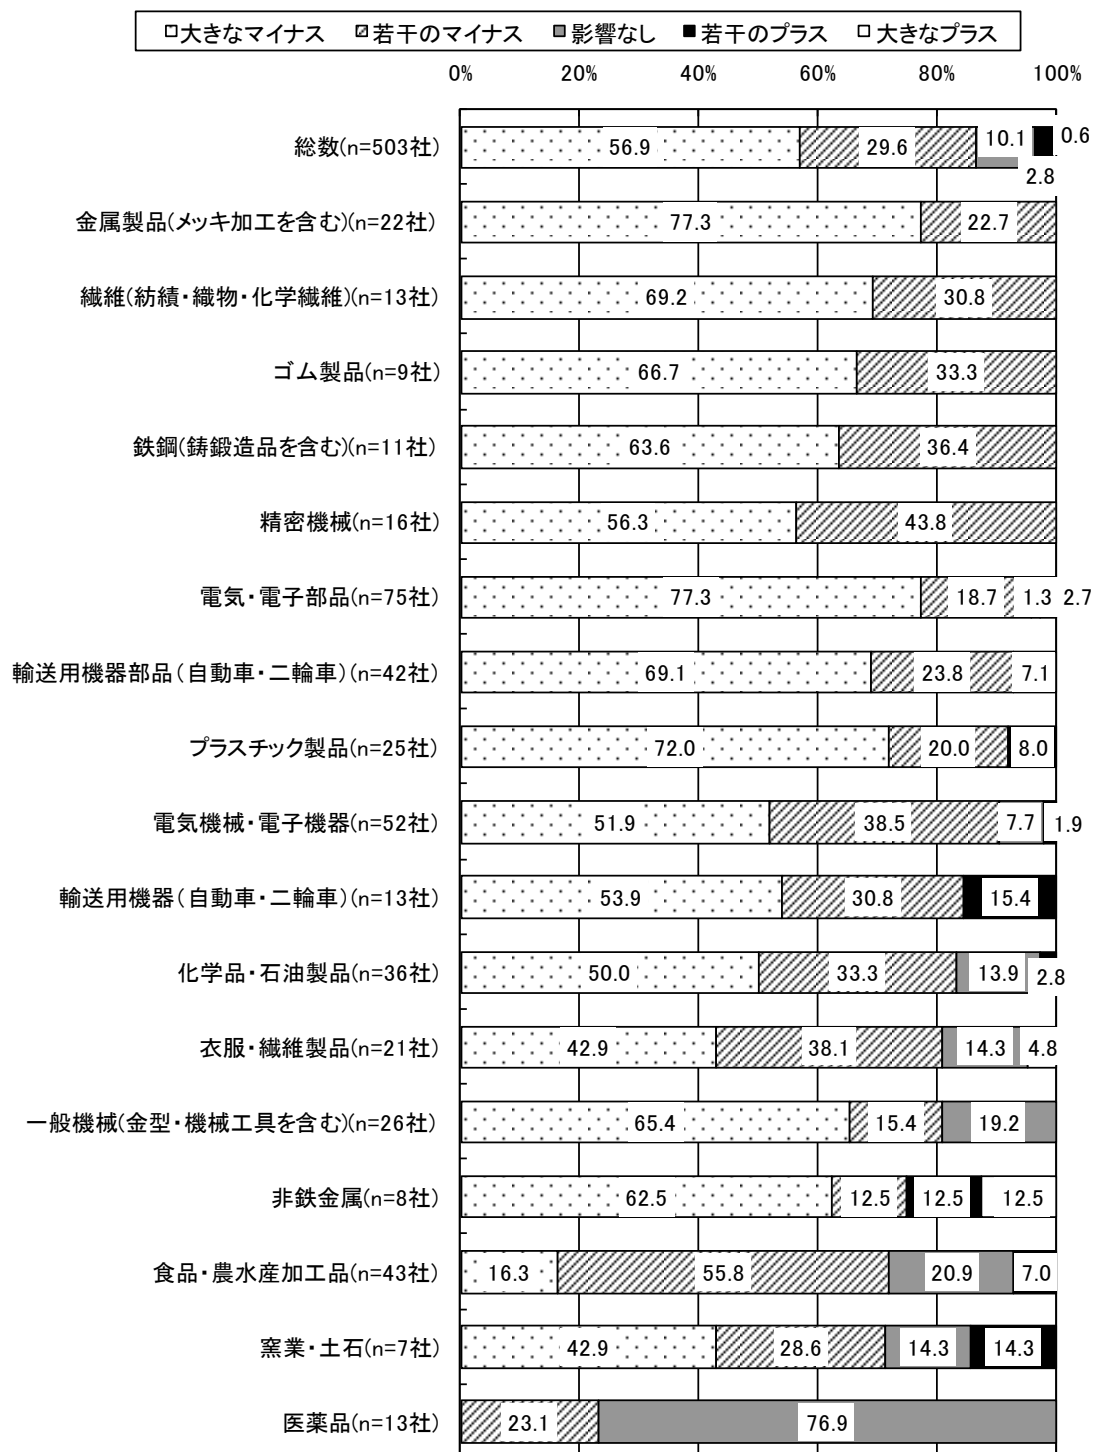 大きなマイナス 若干のマイナス 影響なし 若干のプラス 大きなプラス
0% 20% 40% 60% 80% 100%
総数(n=503社) 56.9 29.6 10.1 0.6
2.8
金属製品(メッキ加工を含む)(n=22社) 77.3 22.7
繊維(紡績・織物・化学繊維)(n=13社) 69.2 30.8
ゴム製品(n=9社) 66.7 33.3
鉄鋼(鋳鍛造品を含む)(n=11社) 63.6 36.4
精密機械(n=16社) 56.3 43.8
電気・電子部品(n=75社) 77.3 18.7 1.3 2.7
輸送用機器部品（自動車・二輪車）(n=42社) 69.1 23.8 7.1
プラスチック製品(n=25社) 72.0 20.0 8.0
電気機械・電子機器(n=52社) 51.9 38.5 7.7 1.9
輸送用機器（自動車・二輪車）(n=13社) 53.9 30.8 15.4
化学品・石油製品(n=36社) 50.0 33.3 13.9 2.8
衣服・繊維製品(n=21社) 42.9 38.1 14.3 4.8
一般機械(金型・機械工具を含む)(n=26社) 65.4 15.4 19.2
非鉄金属(n=8社) 62.5 12.5 12.5 12.5
食品・農水産加工品(n=43社) 16.3 55.8 20.9 7.0
窯業・土石(n=7社) 42.9 28.6 14.3 14.3
医薬品(n=13社) 23.1 76.9